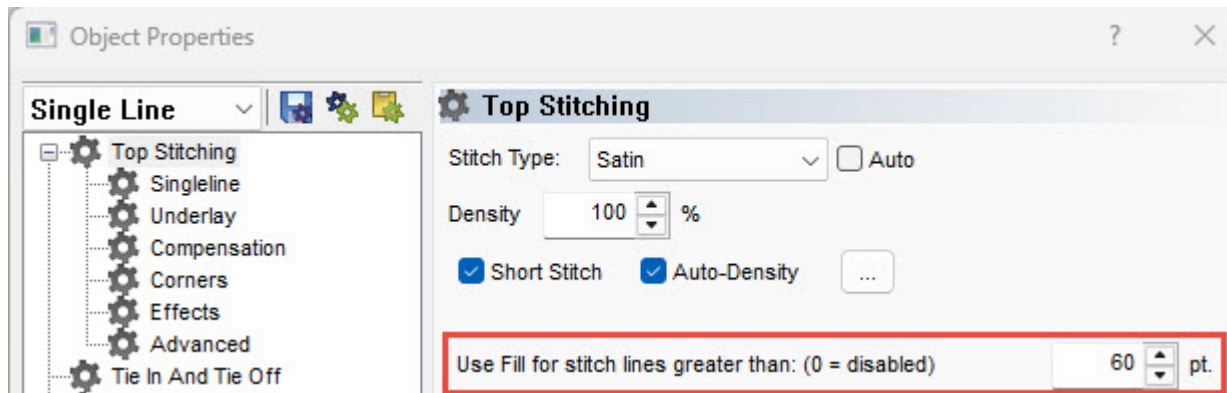 Object Properties
?
Single Line
Top Stitching
Singleline
Underlay
Compensation
Corners
Effects
Advanced
Tie In And Tie Off
Top Stitching
Stitch Type: Satin Auto
Density 100 %
Short Stitch Auto-Density ...
Use Fill for stitch lines greater than: (0 = disabled) 60 pt.